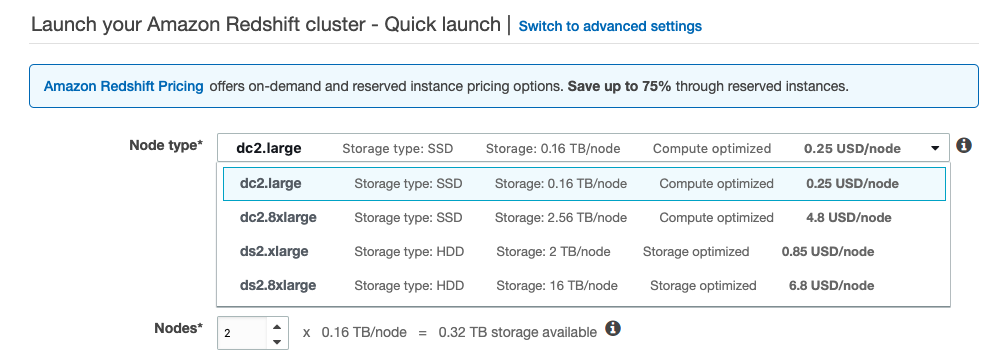 Launch your Amazon Redshift cluster - Quick launch | Switch to advanced settings
Amazon Redshift Pricing offers on-demand and reserved instance pricing options. Save up to 75% through reserved instances.
Node type* dc2.large Storage type: SSD Storage: 0.16 TB/node Compute optimized 0.25 USD/node
dc2.large Storage type: SSD Storage: 0.16 TB/node Compute optimized 0.25 USD/node
dc2.8xlarge Storage type: SSD Storage: 2.56 TB/node Compute optimized 4.8 USD/node
ds2.xlarge Storage type: HDD Storage: 2 TB/node Storage optimized 0.85 USD/node
ds2.8xlarge Storage type: HDD Storage: 16 TB/node Storage optimized 6.8 USD/node
Nodes* 2 x 0.16 TB/node = 0.32 TB storage available